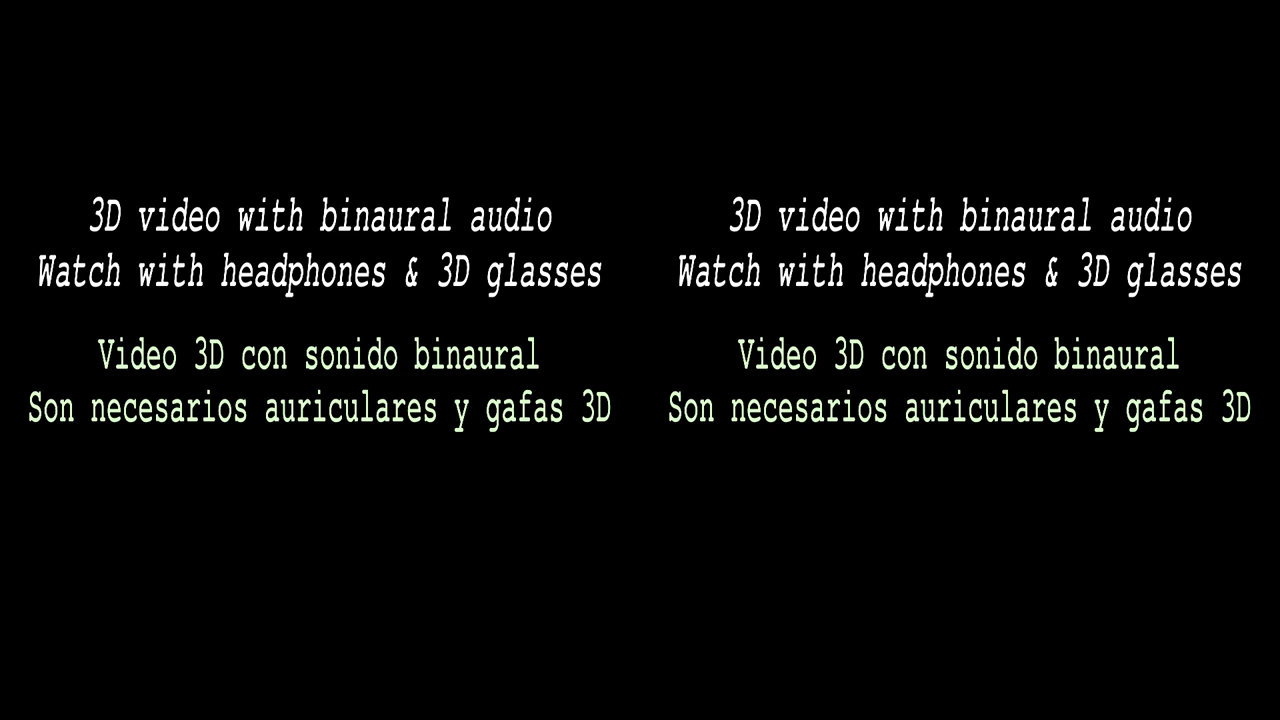 3D video with binaural audio
Watch with headphones & 3D glasses
Video 3D con sonido binaural
Son necesarios auriculares y gafas 3D
3D video with binaural audio
Watch with headphones & 3D glasses
Video 3D con sonido binaural
Son necesarios auriculares y gafas 3D